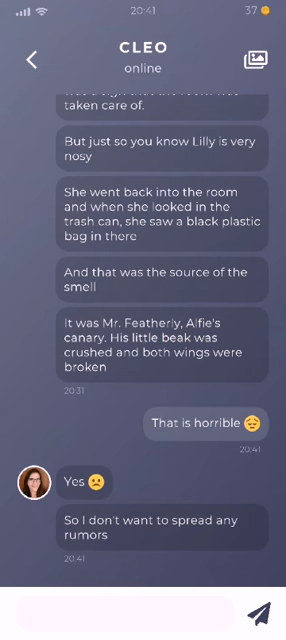 20:41
37
CLEO
online
taken care of.
But just so you know Lilly is very
nosy
She went back into the room
and when she looked in the
trash can, she saw a black plastic
bag in there
And that was the source of the
smell
It was Mr. Featherly, Alfie's
canary. His little beak was
crushed and both wings were
broken
20:31
That is horrible 😔
20:41
Yes 🙁
So I don't want to spread any
rumors
20:41